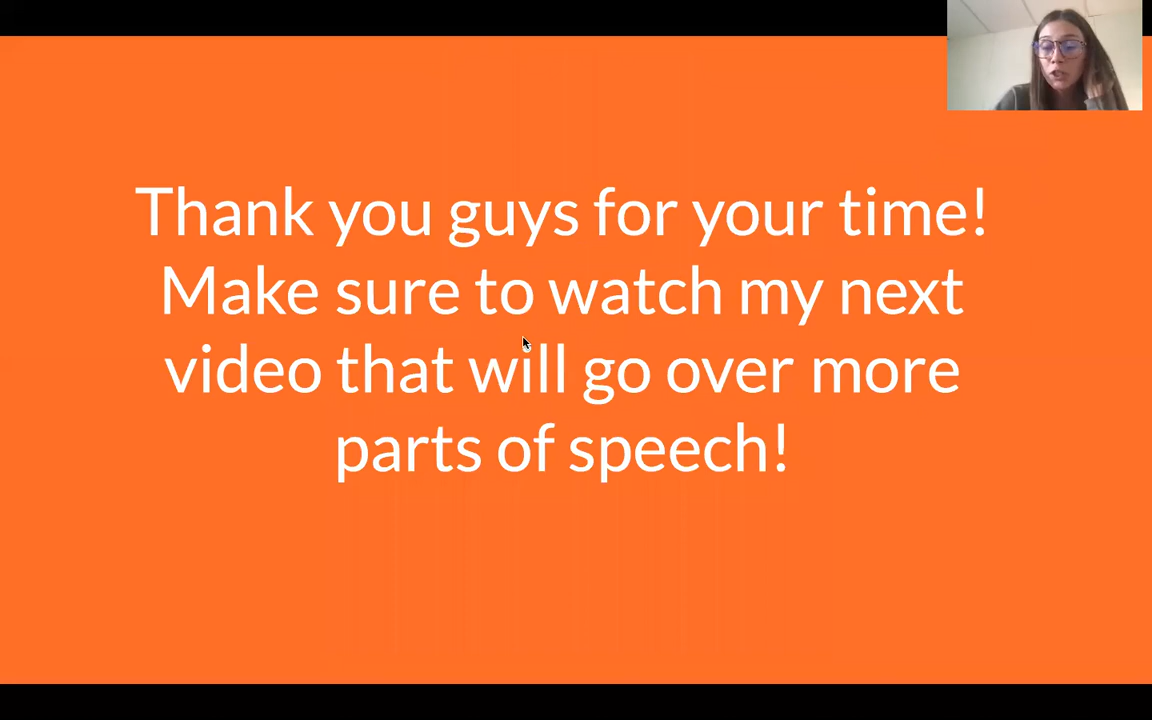 Thank you guys for your time!
Make sure to watch my next
video that will go over more
parts of speech!